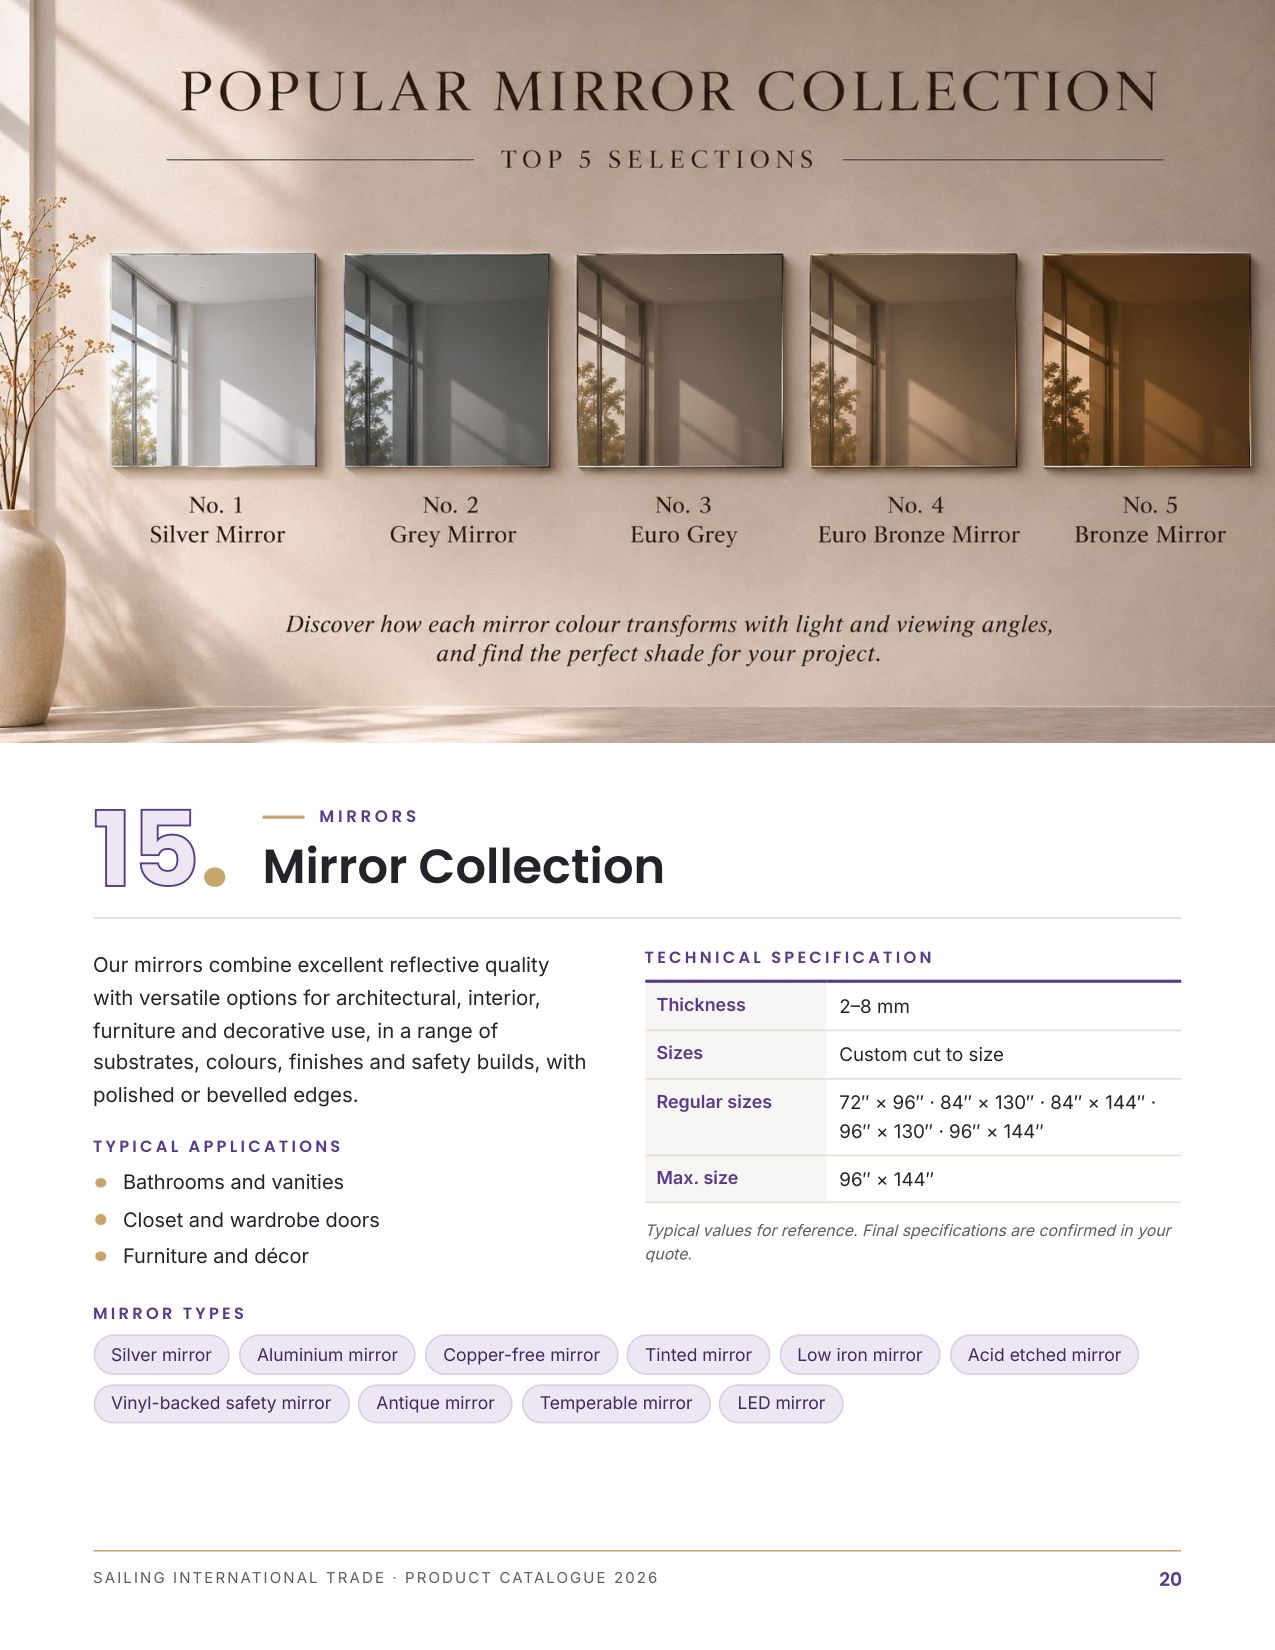 POPULAR MIRROR COLLECTION
TOP 5 SELECTIONS
No. 1
Silver Mirror
No. 2
Grey Mirror
No. 3
Euro Grey
No. 4
Euro Bronze Mirror
No. 5
Bronze Mirror
Discover how each mirror colour transforms with light and viewing angles,
and find the perfect shade for your project.
15.
MIRRORS
Mirror Collection
Our mirrors combine excellent reflective quality
with versatile options for architectural, interior,
furniture and decorative use, in a range of
substrates, colours, finishes and safety builds, with
polished or bevelled edges.
TYPICAL APPLICATIONS
Bathrooms and vanities
Closet and wardrobe doors
Furniture and décor
TECHNICAL SPECIFICATION
Thickness 2–8 mm
Sizes Custom cut to size
Regular sizes 72″ × 96″ · 84″ × 130″ · 84″ × 144″ ·
96″ × 130″ · 96″ × 144″
Max. size 96″ × 144″
Typical values for reference. Final specifications are confirmed in your
quote.
MIRROR TYPES
Silver mirror Aluminium mirror Copper-free mirror Tinted mirror Low iron mirror Acid etched mirror
Vinyl-backed safety mirror Antique mirror Temperable mirror LED mirror
SAILING INTERNATIONAL TRADE · PRODUCT CATALOGUE 2026
20